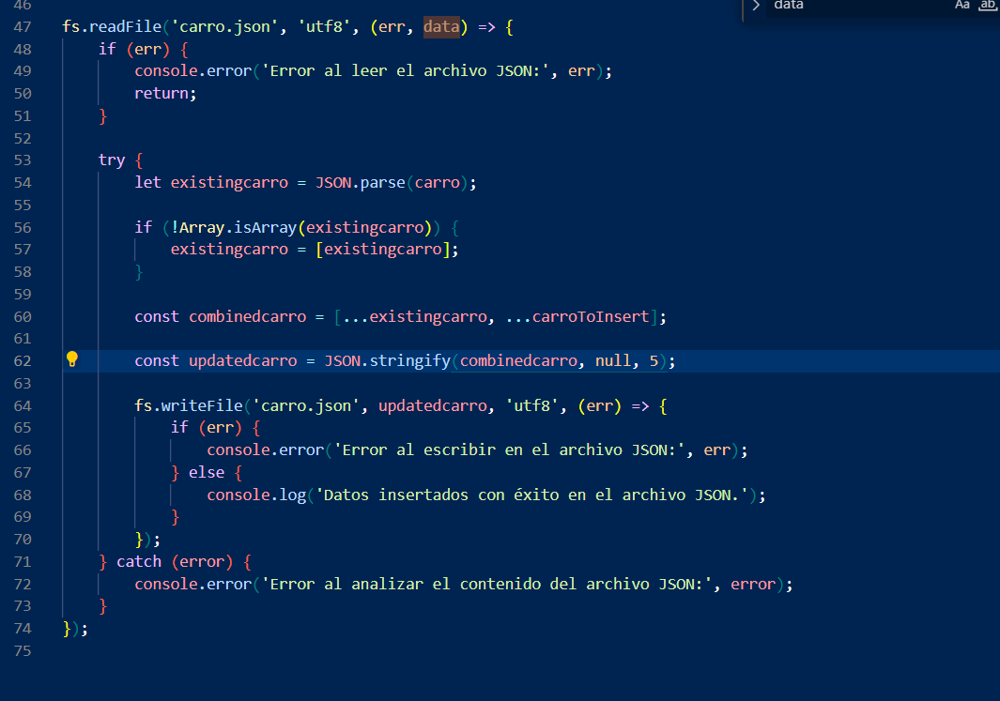 46
data Aa ab
47 fs.readFile('carro.json', 'utf8', (err, data) => {
48 if (err) {
49 console.error('Error al leer el archivo JSON:', err);
50 return;
51 }
52
53 try {
54 let existingcarro = JSON.parse(carro);
55
56 if (!Array.isArray(existingcarro)) {
57 existingcarro = [existingcarro];
58 }
59
60 const combinedcarro = [...existingcarro, ...carroToInsert];
61
62 const updatedcarro = JSON.stringify(combinedcarro, null, 5);
63
64 fs.writeFile('carro.json', updatedcarro, 'utf8', (err) => {
65 if (err) {
66 console.error('Error al escribir en el archivo JSON:', err);
67 } else {
68 console.log('Datos insertados con éxito en el archivo JSON.');
69 }
70 });
71 } catch (error) {
72 console.error('Error al analizar el contenido del archivo JSON:', error);
73 }
74 });
75